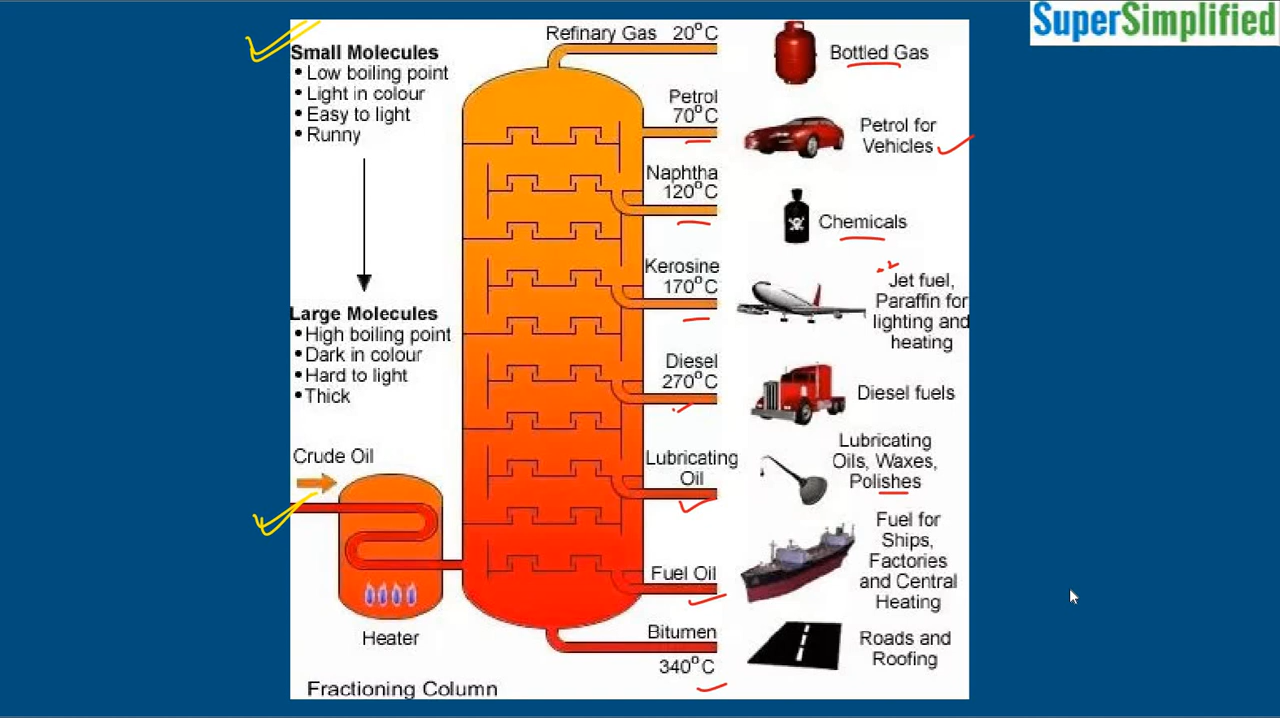 SuperSimplified
Small Molecules
• Low boiling point
• Light in colour
• Easy to light
• Runny
Large Molecules
• High boiling point
• Dark in colour
• Hard to light
• Thick
Crude Oil
Heater
Fractioning Column
Refinary Gas 20°C
Bottled Gas
Petrol
70°C
Petrol for
Vehicles
Naphtha
120°C
Chemicals
Kerosine
170°C
Jet fuel,
Paraffin for
lighting and
heating
Diesel
270°C
Diesel fuels
Lubricating
Oil
Lubricating
Oils, Waxes,
Polishes
Fuel Oil
Fuel for
Ships,
Factories
and Central
Heating
Bitumen
340°C
Roads and
Roofing